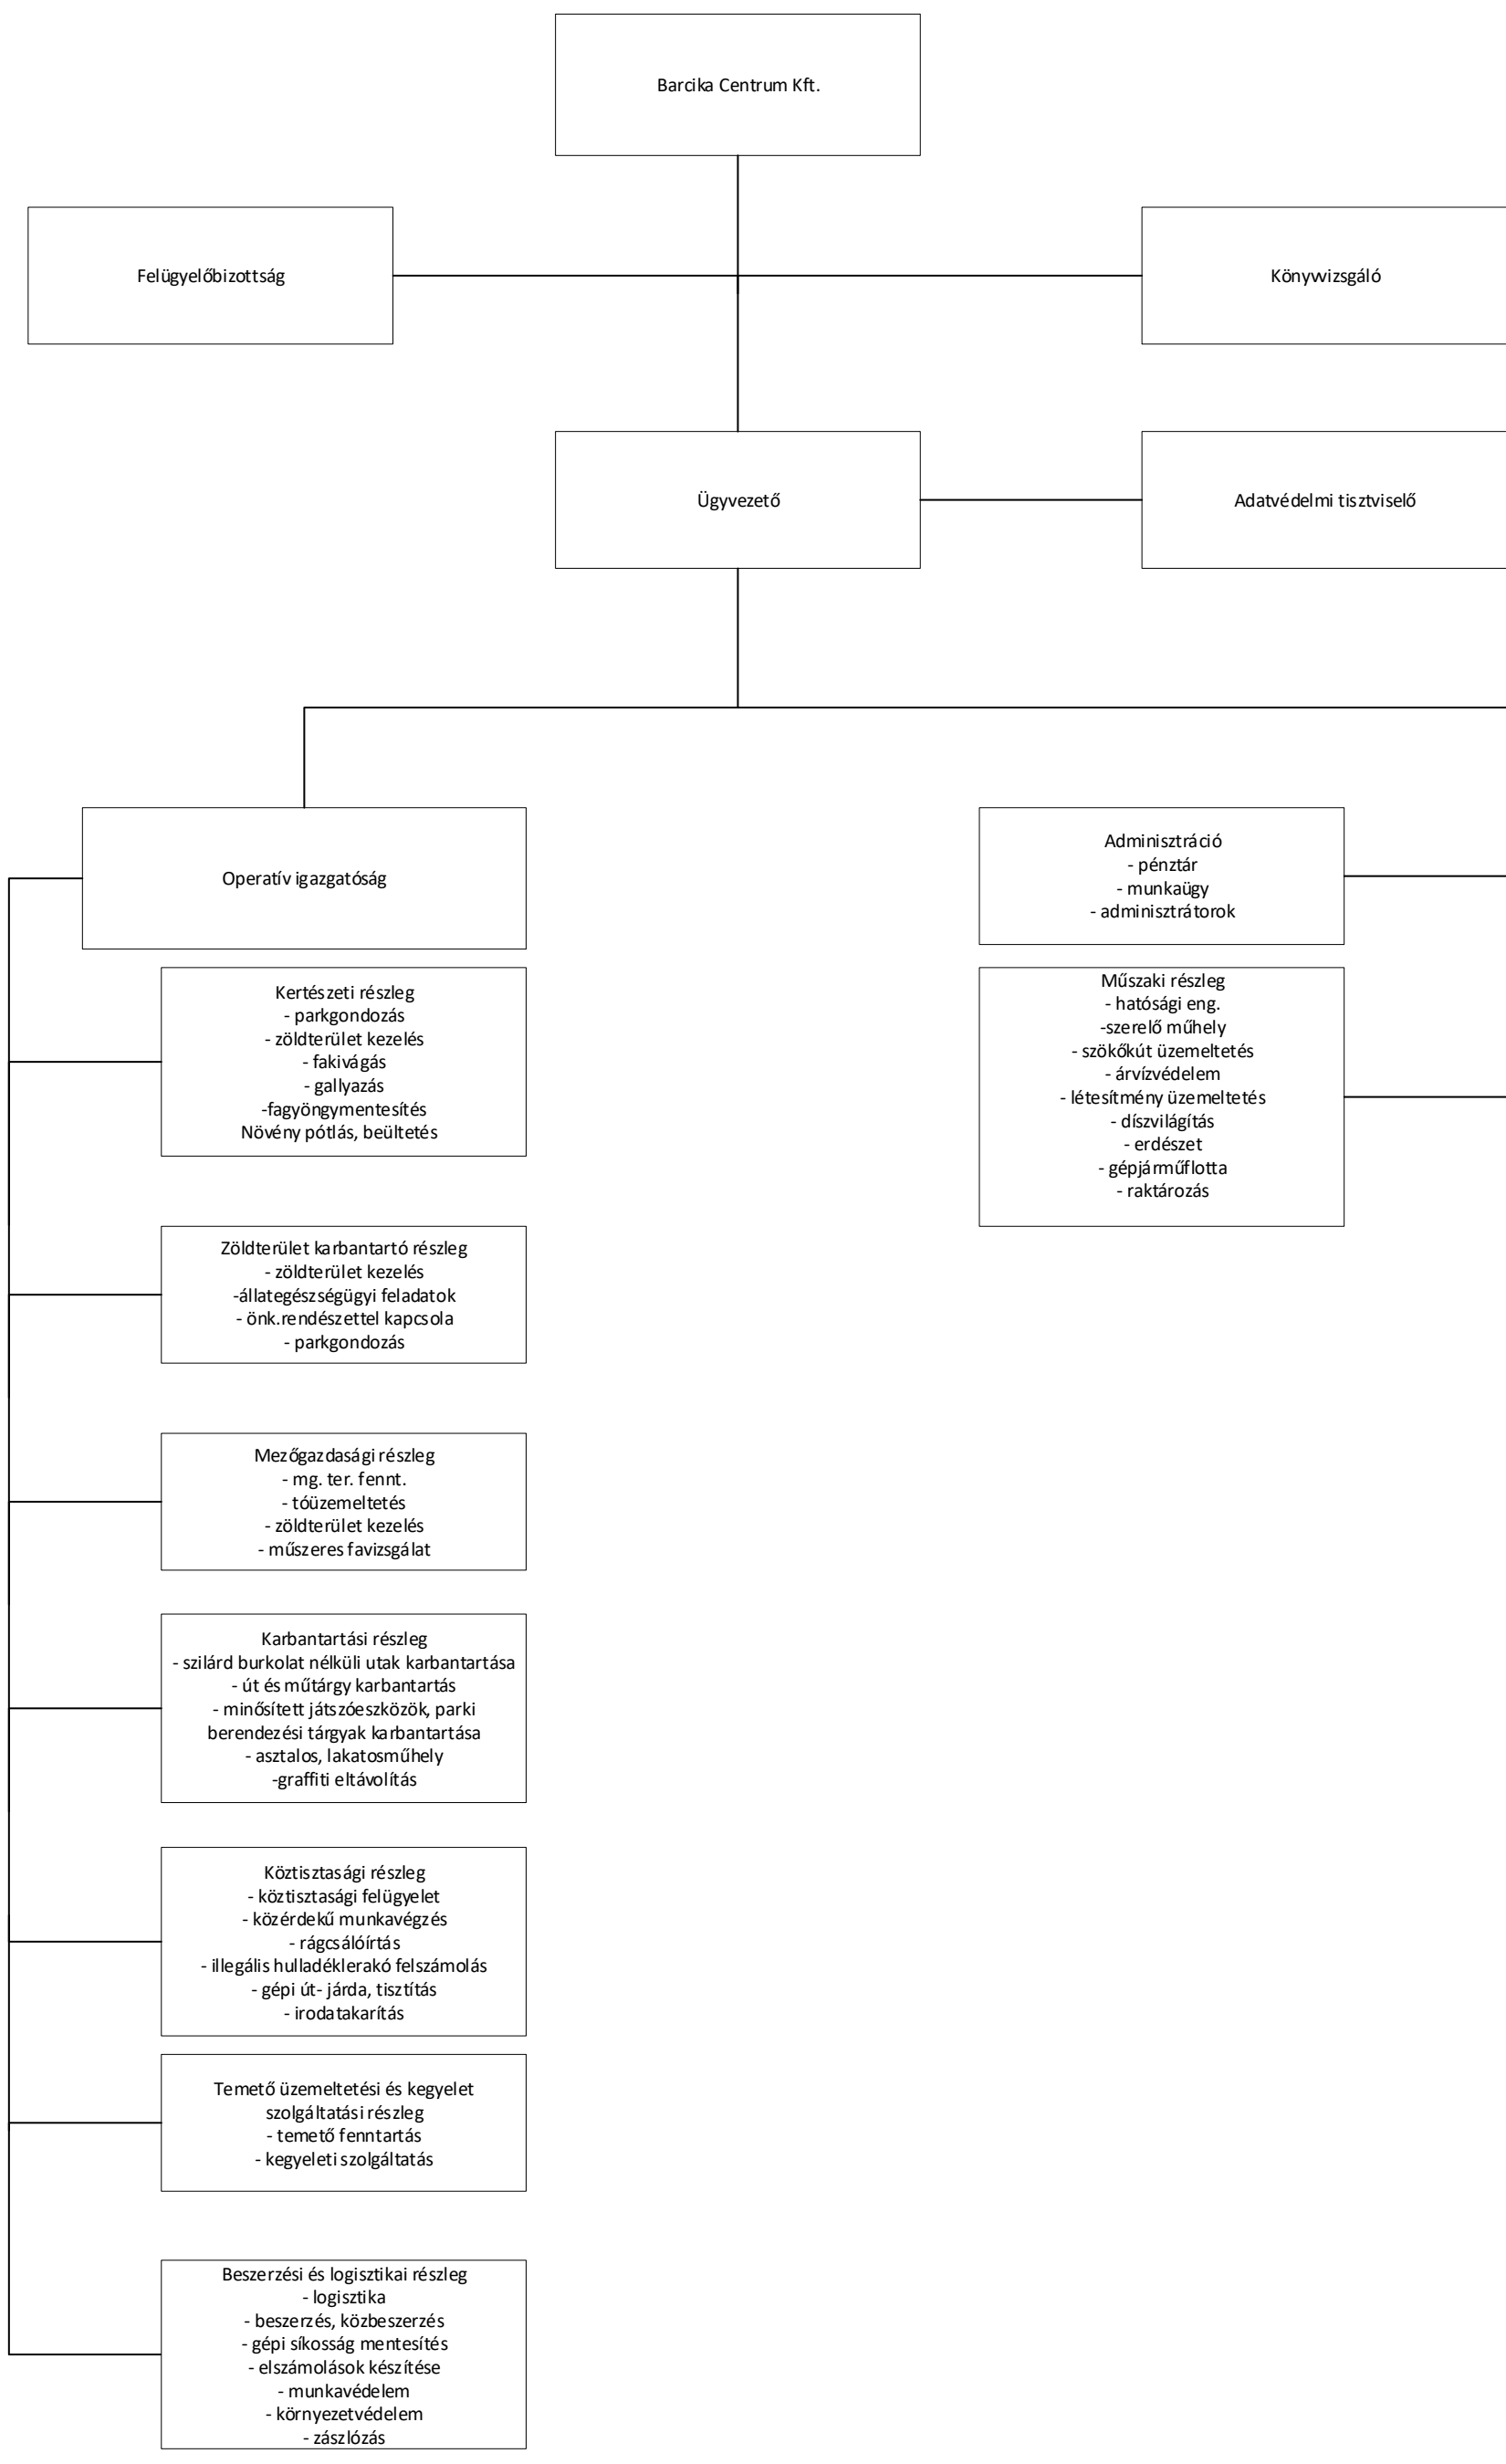 Barcika Centrum Kft.
Felügyelőbizottság
Könyvvizsgáló
Ügyvezető
Adatvédelmi tisztviselő
Operatív igazgatóság
Adminisztráció
- pénztár
- munkaügy
- adminisztrátorok
Kertészeti részleg
- parkgondozás
- zöldterület kezelés
- fakivágás
- gallyazás
-fagyöngymentesítés
Növény pótlás, beültetés
Műszaki részleg
- hatósági eng.
-szerelő műhely
- szökőkút üzemeltetés
- árvízvédelem
- létesítmény üzemeltetés
- díszvilágítás
- erdészet
- gépjárműflotta
- raktározás
Zöldterület karbantartó részleg
- zöldterület kezelés
-állategészségügyi feladatok
- önk.rendészettel kapcsola
- parkgondozás
Mezőgazdasági részleg
- mg. ter. fennt.
- tóüzemeltetés
- zöldterület kezelés
- műszeres favizsgálat
Karbantartási részleg
- szilárd burkolat nélküli utak karbantartása
- út és műtárgy karbantartás
- minősített játszóeszközök, parki
berendezési tárgyak karbantartása
- asztalos, lakatosműhely
-graffiti eltávolítás
Köztisztasági részleg
- köztisztasági felügyelet
- közérdekű munkavégzés
- rágcsálóírtás
- illegális hulladéklerakó felszámolás
- gépi út- járda, tisztítás
- irodatakarítás
Temető üzemeltetési és kegyelet
szolgáltatási részleg
- temető fenntartás
- kegyeleti szolgáltatás
Beszerzési és logisztikai részleg
- logisztika
- beszerzés, közbeszerzés
- gépi síkosság mentesítés
- elszámolások készítése
- munkavédelem
- környezetvédelem
- zászlózás